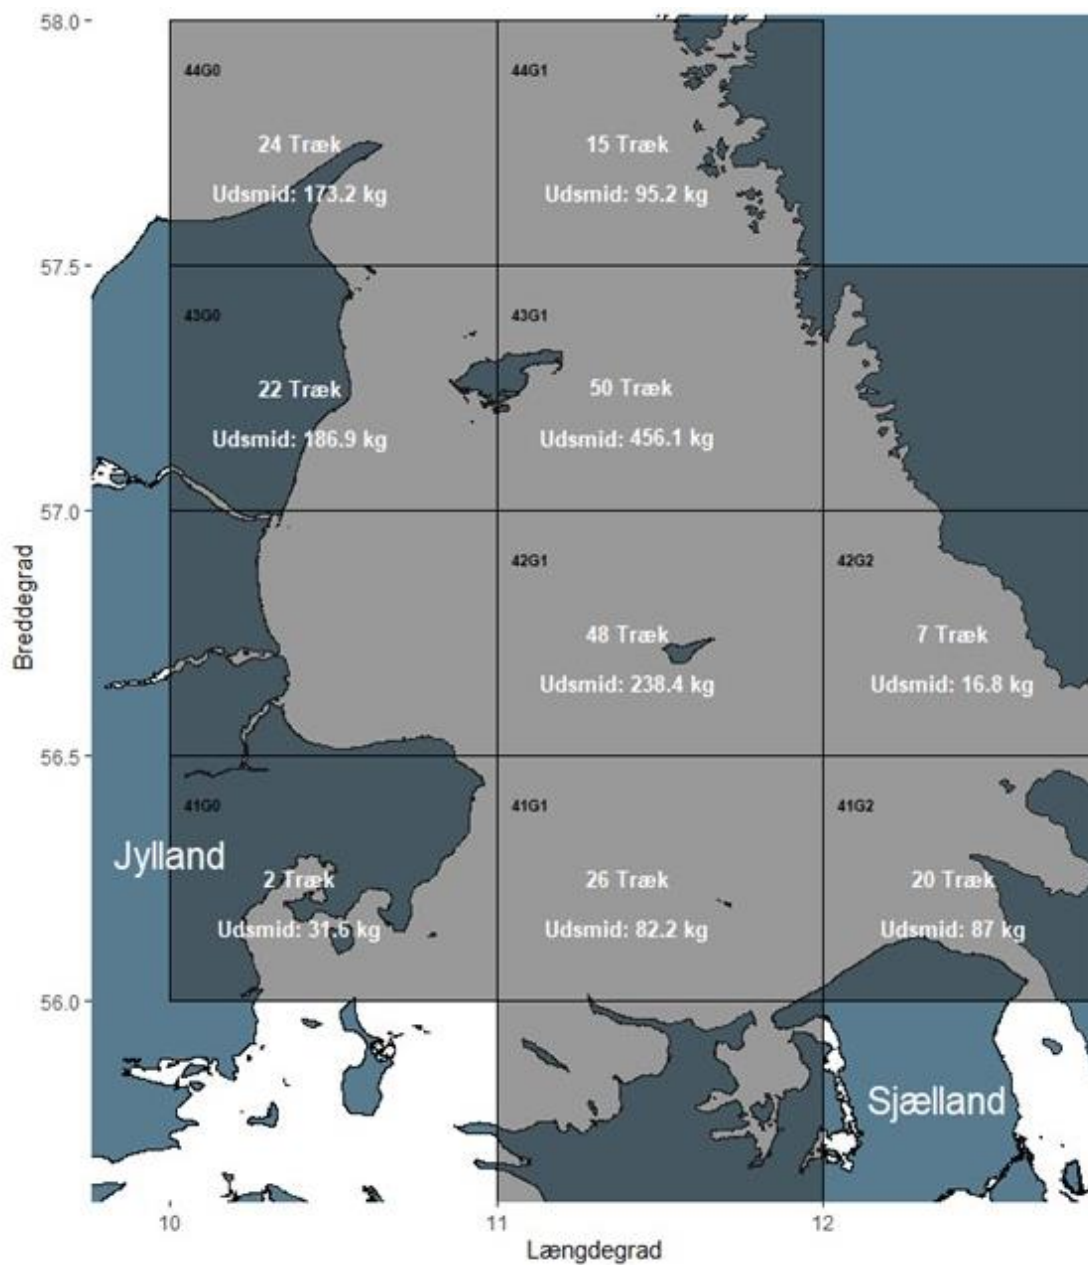 58.0
44G0
44G1
24 Træk
15 Træk
Udsmid: 173.2 kg
Udsmid: 95.2 kg
57.5
43G0
43G1
22 Træk
50 Træk
Udsmid: 186.9 kg
Udsmid: 456.1 kg
57.0
42G1
42G2
48 Træk
7 Træk
Udsmid: 238.4 kg
Udsmid: 16.8 kg
Breddegrad
56.5
41G0
41G1
41G2
Jylland
2 Træk
26 Træk
20 Træk
Udsmid: 31.6 kg
Udsmid: 82.2 kg
Udsmid: 87 kg
56.0
Sjælland
10
11
12
Længdegrad